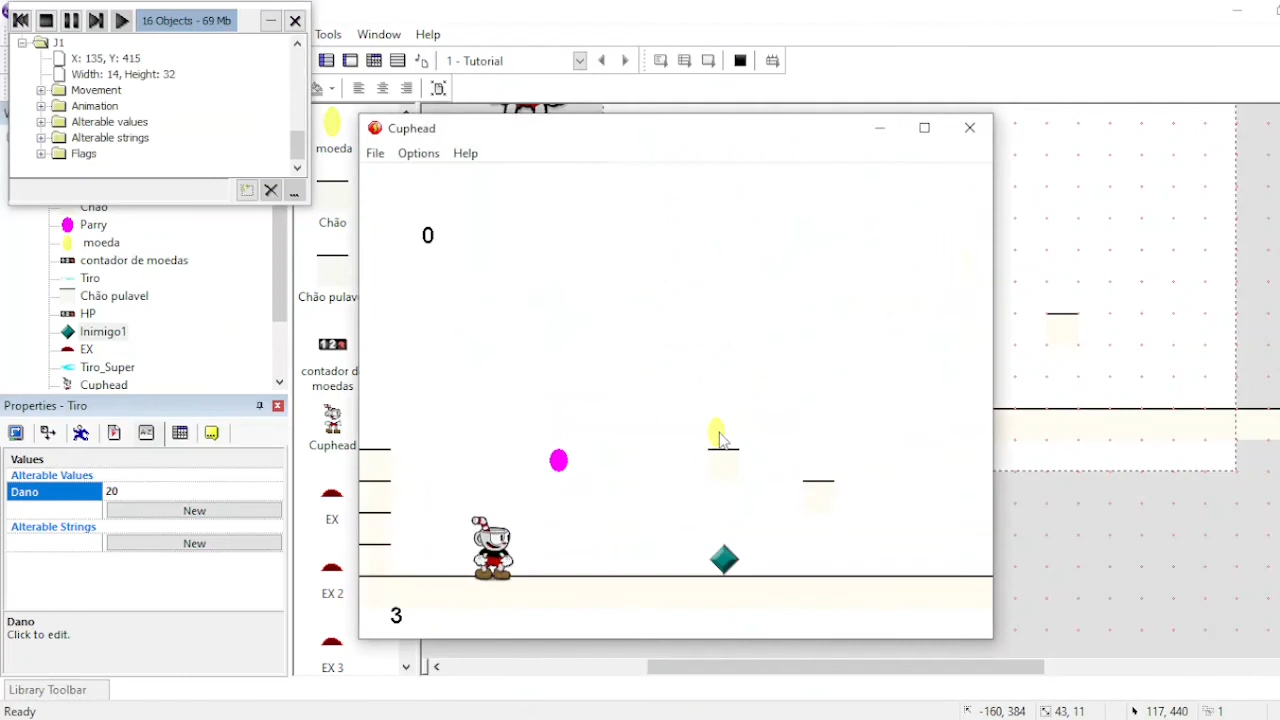 16 Objects - 69 Mb
J1
X: 135, Y: 415
Width: 14, Height: 32
Movement
Animation
Alterable values
Alterable strings
Flags
...
Tools
Window
Help
1 - Tutorial
Chão
Parry
moeda
contador de moedas
Tiro
Chão pulavel
HP
Inimigo1
EX
Tiro_Super
Cuphead
Properties - Tiro
Values
Alterable Values
Dano
20
New
Alterable Strings
New
Dano
Click to edit.
Library Toolbar
Ready
moeda
Chão
Chão pulav
contador d
moedas
Cuphead
EX
EX 2
EX 3
Cuphead
File
Options
Help
0
3
-160, 384
43, 11
117, 440
1